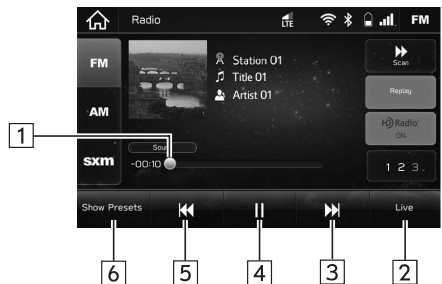 Radio
LTE
FM
FM
Station 01
Title 01
Artist 01
Scan
AM
Replay
HD Radio
ON
1
Sou
-00:10
sxm
1 2 3.
Show Presets
Live
6
5
4
3
2